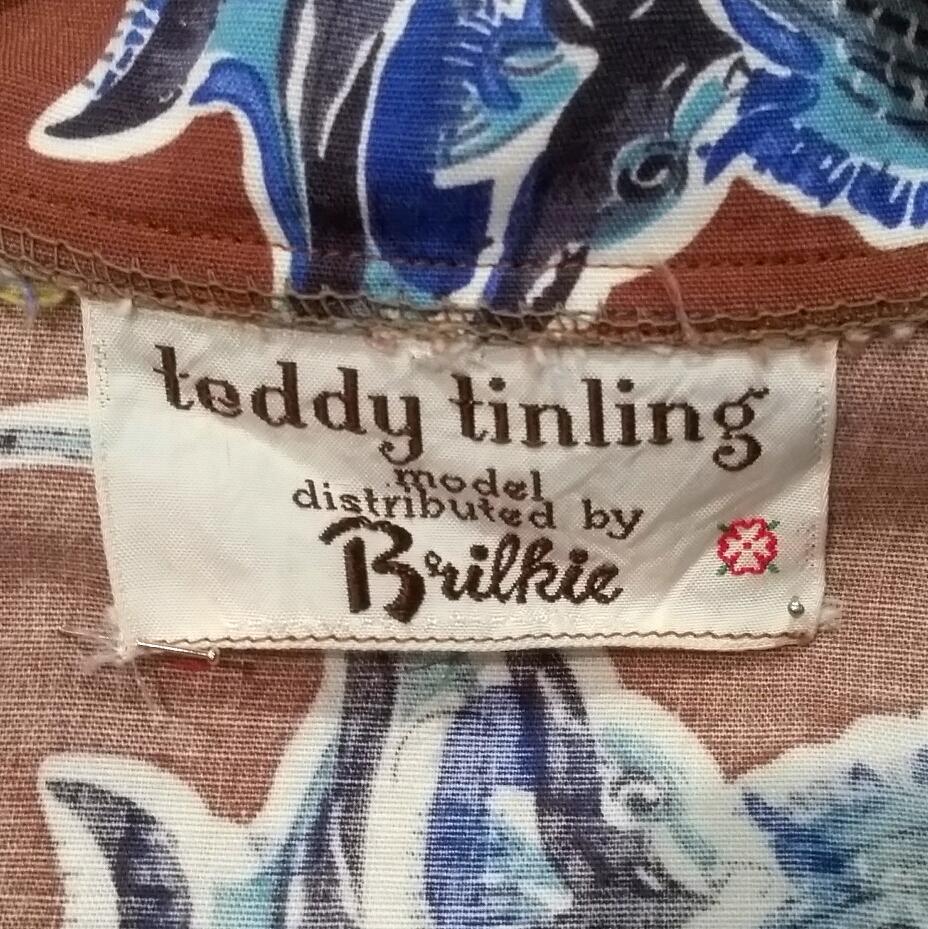 teddy tinling
model
distributed by
Brilkie